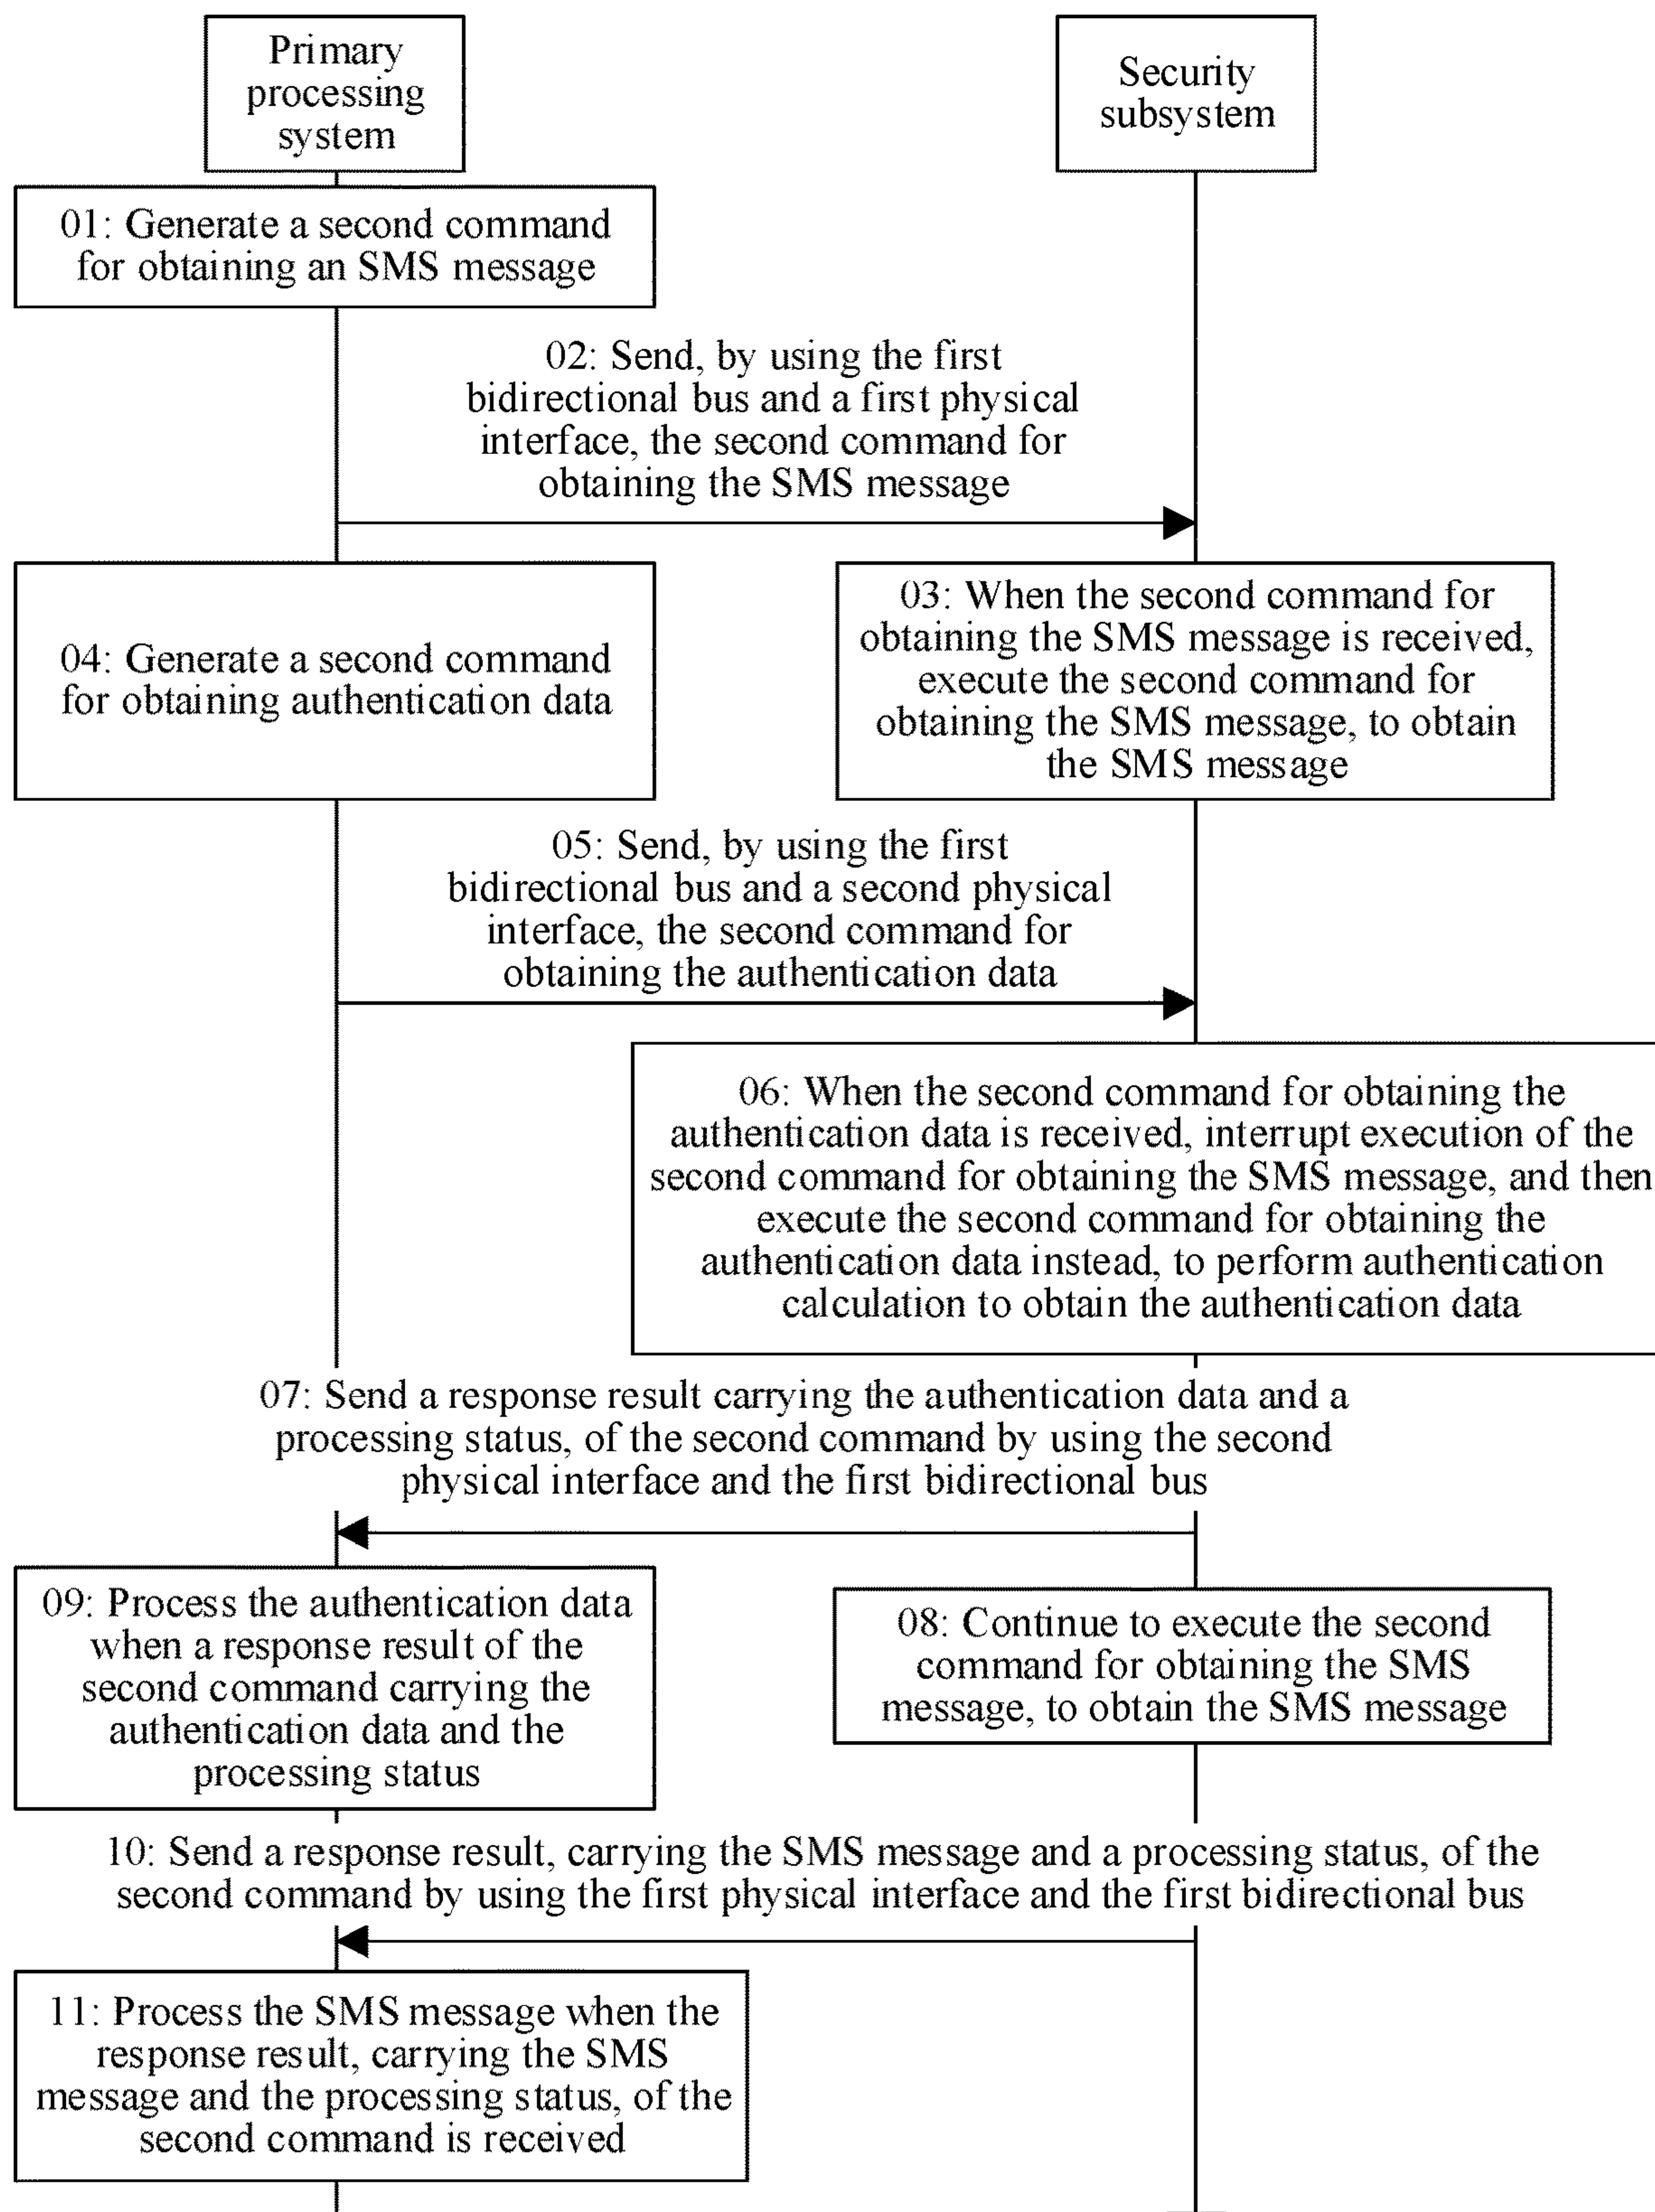 Primary
processing
system
Security
subsystem
01: Generate a second command
for obtaining an SMS message
02: Send, by using the first
bidirectional bus and a first physical
interface, the second command for
obtaining the SMS message
04: Generate a second command
for obtaining authentication data
03: When the second command for
obtaining the SMS message is received,
execute the second command for
obtaining the SMS message, to obtain
the SMS message
05: Send, by using the first
bidirectional bus and a second physical
interface, the second command for
obtaining the authentication data
06: When the second command for obtaining the
authentication data is received, interrupt execution of the
second command for obtaining the SMS message, and then
execute the second command for obtaining the
authentication data instead, to perform authentication
calculation to obtain the authentication data
07: Send a response result carrying the authentication data and a
processing status, of the second command by using the second
physical interface and the first bidirectional bus
09: Process the authentication data
when a response result of the
second command carrying the
authentication data and the
processing status
08: Continue to execute the second
command for obtaining the SMS
message, to obtain the SMS message
10: Send a response result, carrying the SMS message and a processing status, of the
second command by using the first physical interface and the first bidirectional bus
11: Process the SMS message when the
response result, carrying the SMS
message and the processing status, of the
second command is received